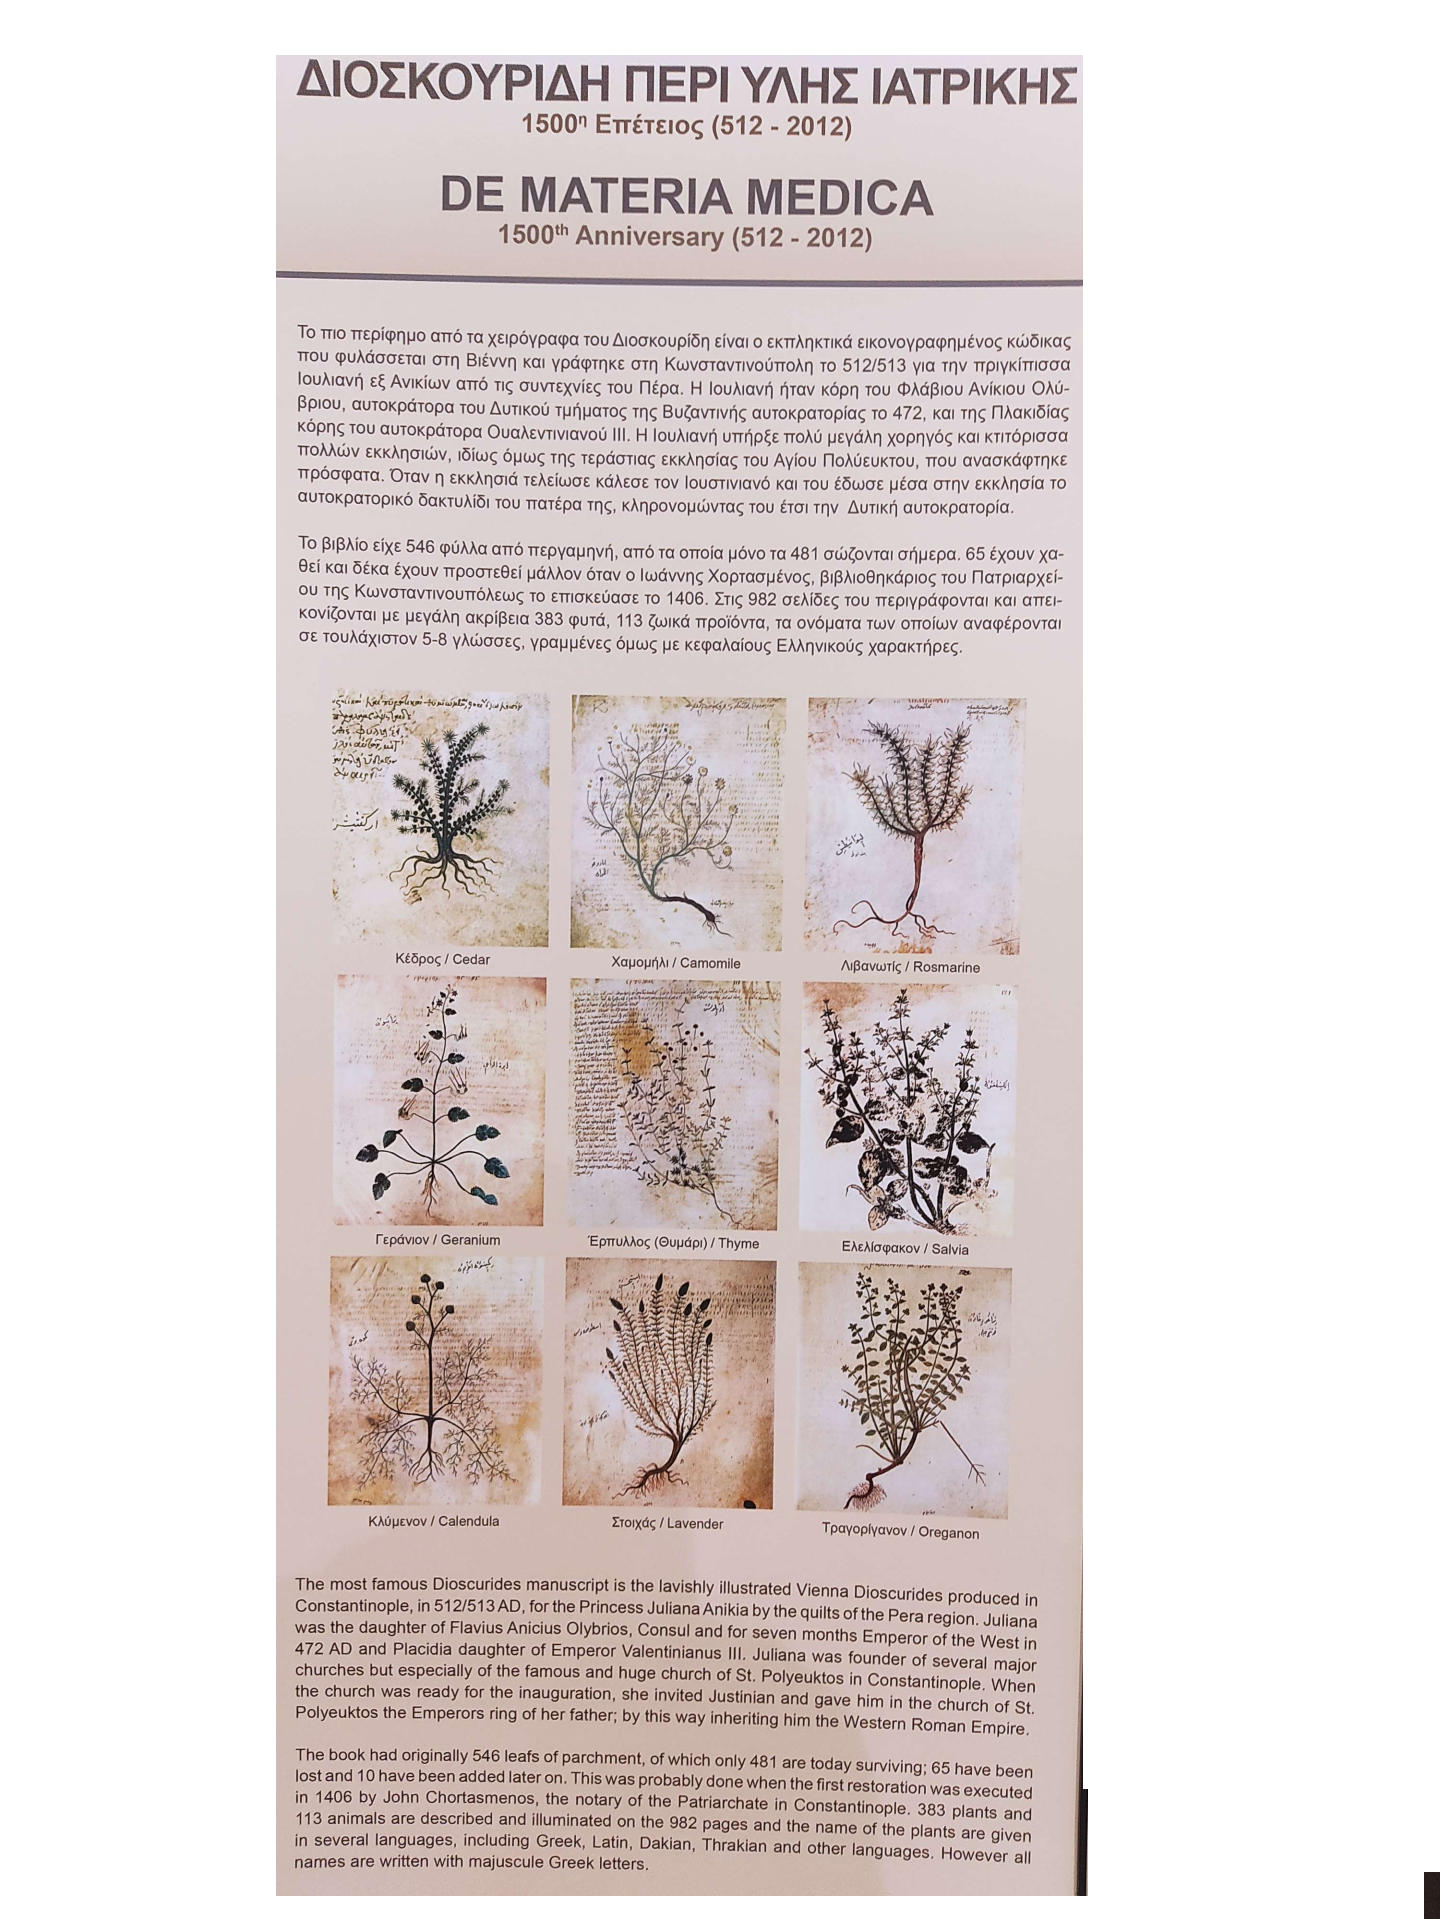 ΔΙΟΣΚΟΥΡΙΔΗ ΠΕΡΙ ΥΛΗΣ ΙΑΤΡΙΚΗΣ
1500η Επέτειος (512 - 2012)
DE MATERIA MEDICA
1500th Anniversary (512 - 2012)
Το πιο περίφημο από τα χειρόγραφα του Διοσκουρίδη είναι ο εκπληκτικά εικονογραφημένος κώδικας
που φυλάσσεται στη Βιέννη και γράφτηκε στη Κωνσταντινούπολη το 512/513 για την πριγκίπισσα
Ιουλιανή εξ Ανικίων από τις συντεχνίες του Πέρα. Η Ιουλιανή ήταν κόρη του Φλάβιου Ανίκιου Ολύ-
βριου, αυτοκράτορα του Δυτικού τμήματος της Βυζαντινής αυτοκρατορίας το 472, και της Πλακιδίας
κόρης του αυτοκράτορα Ουαλεντινιανού III. Η Ιουλιανή υπήρξε πολύ μεγάλη χορηγός και κτιτόρισσα
πολλών εκκλησιών, ιδίως όμως της τεράστιας εκκλησίας του Αγίου Πολύευκτου, που ανασκάφτηκε
πρόσφατα. Όταν η εκκλησιά τελείωσε κάλεσε τον Ιουστινιανό και του έδωσε μέσα στην εκκλησία το
αυτοκρατορικό δακτυλίδι του πατέρα της, κληρονομώντας του έτσι την Δυτική αυτοκρατορία.
Το βιβλίο είχε 546 φύλλα από περγαμηνή, από τα οποία μόνο τα 481 σώζονται σήμερα. 65 έχουν χα-
θεί και δέκα έχουν προστεθεί μάλλον όταν ο Ιωάννης Χορτασμένος, βιβλιοθηκάριος του Πατριαρχεί-
ου της Κωνσταντινουπόλεως το επισκεύασε το 1406. Στις 982 σελίδες του περιγράφονται και απει-
κονίζονται με μεγάλη ακρίβεια 383 φυτά, 113 ζωικά προϊόντα, τα ονόματα των οποίων αναφέρονται
σε τουλάχιστον 5-8 γλώσσες, γραμμένες όμως με κεφαλαίους Ελληνικούς χαρακτήρες.
Κέδρος / Cedar
Χαμομήλι / Camomile
Λιβανωτίς / Rosmarine
Γεράνιον / Geranium
Έρπυλλος (Θυμάρι) / Thyme
Ελελίσφακον / Salvia
Κλύμενον / Calendula
Στοιχάς / Lavender
Τραγορίγανον / Oreganon
The most famous Dioscurides manuscript is the lavishly illustrated Vienna Dioscurides produced in
Constantinople, in 512/513 AD, for the Princess Juliana Anikia by the quilts of the Pera region. Juliana
was the daughter of Flavius Anicius Olybrios, Consul and for seven months Emperor of the West in
472 AD and Placidia daughter of Emperor Valentinianus III. Juliana was founder of several major
churches but especially of the famous and huge church of St. Polyeuktos in Constantinople. When
the church was ready for the inauguration, she invited Justinian and gave him in the church of St.
Polyeuktos the Emperors ring of her father; by this way inheriting him the Western Roman Empire.
The book had originally 546 leafs of parchment, of which only 481 are today surviving; 65 have been
lost and 10 have been added later on. This was probably done when the first restoration was executed
in 1406 by John Chortasmenos, the notary of the Patriarchate in Constantinople. 383 plants and
113 animals are described and illuminated on the 982 pages and the name of the plants are given
in several languages, including Greek, Latin, Dakian, Thrakian and other languages. However all
names are written with majuscule Greek letters.